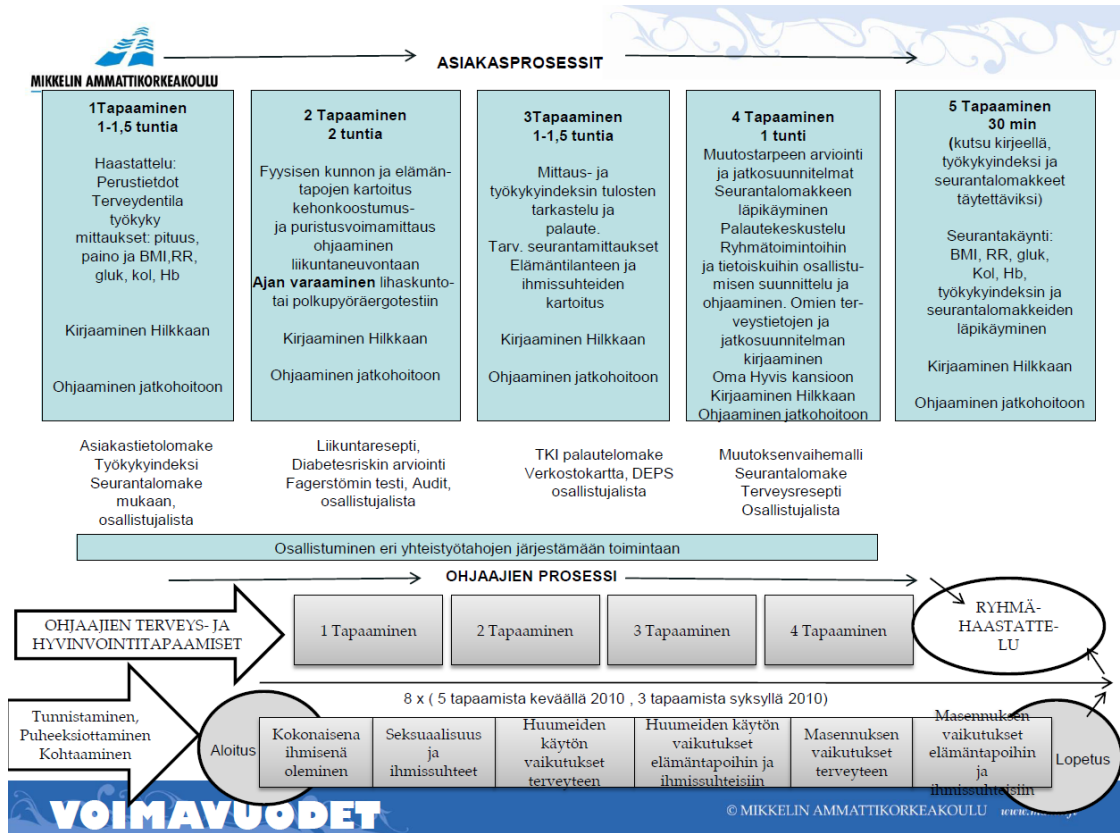 MIKKELIN AMMATTIKORKEAKOULU
ASIAKASPROSESSIT
1Tapaaminen
1-1,5 tuntia
Haastattelu:
Perustietdot
Terveydentila
työkyky
mittaukset: pituus,
paino ja BMI,RR,
gluk, kol, Hb
Kirjaaminen Hilkkaan
Ohjaaminen jatkohoitoon
2 Tapaaminen
2 tuntia
Fyysisen kunnon ja elämän-
tapojen kartoitus
kehonkoostumus-
ja puristusvoimamittaus
ohjaaminen
liikuntaneuvontaan
Ajan varaaminen lihaskunto-
tai polkupyöräergotestiin
Kirjaaminen Hilkkaan
Ohjaaminen jatkohoitoon
3Tapaaminen
1-1,5 tuntia
Mittaus- ja
työkykyindeksin tulosten
tarkastelu ja
palaute.
Tarv. seurantamittaukset
Elämäntilanteen ja
ihmissuhteiden
kartoitus
Kirjaaminen Hilkkaan
Ohjaaminen jatkohoitoon
4 Tapaaminen
1 tunti
Muutostarpeen arviointi
ja jatkosuunnitelmat
Seurantalomakkeen
läpikäyminen
Palautekeskustelu
Ryhmätoimintoihin
ja tietoiskuihin osallistu-
misen suunnittelu ja
ohjaaminen. Omien ter-
veystietojen ja
jatkosuunnitelman
kirjaaminen
Oma Hyvis kansioon
Kirjaaminen Hilkkaan
Ohjaaminen jatkohoitoon
5 Tapaaminen
30 min
(kutsu kirjeellä,
työkykyindeksi ja
seurantalomakkeet
täytettäviksi)
Seurantakäynti:
BMI, RR, gluk,
Kol, Hb,
työkykyindeksin ja
seurantalomakkeiden
läpikäyminen
Kirjaaminen Hilkkaan
Ohjaaminen jatkohoitoon
Asiakastietolomake
Työkykyindeksi
Seurantalomake
mukaan,
osallistujalista
Liikuntaresepti,
Diabetesriskin arviointi
Fagerströmin testi, Audit,
osallistujalista
TKI palautelomake
Verkostokartta, DEPS
osallistujalista
Muutoksenvaihemalli
Seurantalomake
Terveysresepti
Osallistujalista
Osallistuminen eri yhteistyötahojen järjestämään toimintaan
OHJAAJIEN PROSESSI
OHJAAJIEN TERVEYS- JA
HYVINVOINTITAPAAMISET
1 Tapaaminen
2 Tapaaminen
3 Tapaaminen
4 Tapaaminen
RYHMÄ-
HAASTATTE-
LU
8 x ( 5 tapaamista keväällä 2010 , 3 tapaamista syksyllä 2010)
Tunnistaminen,
Puheeksiottaminen
Kohtaaminen
Aloitus
Kokonaisena
ihmisenä
oleminen
Seksuaalisuus
ja
ihmissuhteet
Huumeiden
käytön
vaikutukset
terveyteen
Huumeiden käytön
vaikutukset
elämäntapoihin ja
ihmissuhteisiin
Masennuksen
vaikutukset
terveyteen
Masennuksen
vaikutukset
elämäntapoihin
ja
ihmissuhteisiin
Lopetus
VOIMAVUODET
© MIKKELIN AMMATTIKORKEAKOULU